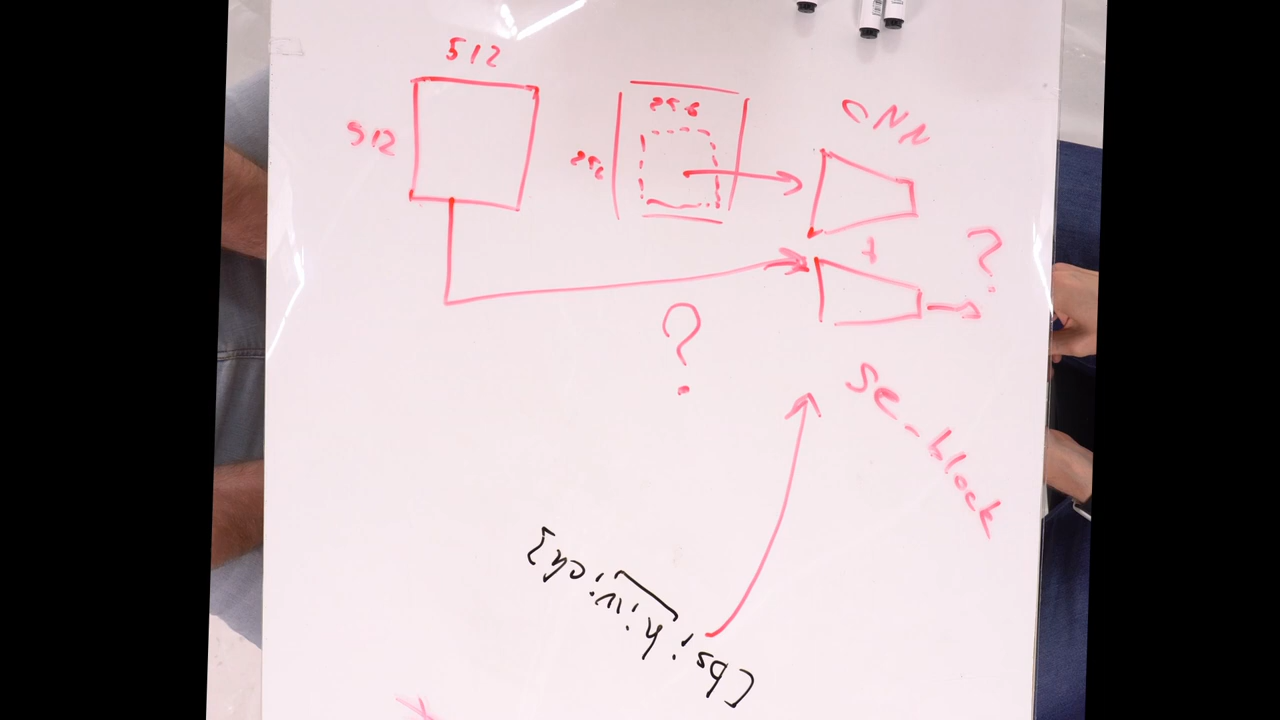 512
512
256
256
CNN
+
?
?
SE-block
[bs; h; w; ch]